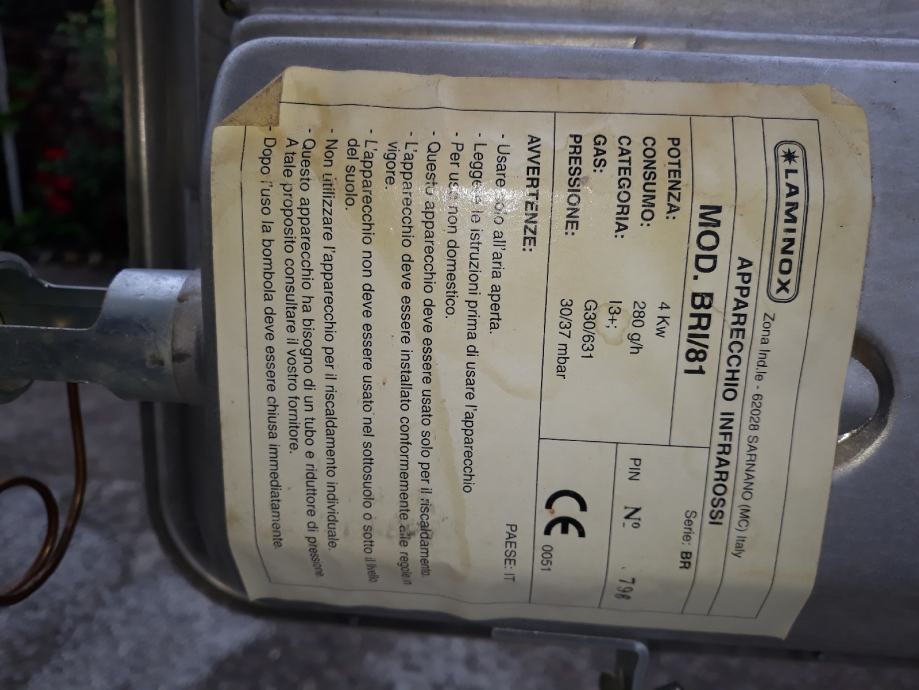 LAMINOX
Zona Ind.le - 62028 SARNANO (MC) Italy
APPARECCHIO INFRAROSSI
MOD. BRI/81
Serie: BR
POTENZA: 4 Kw
CONSUMO: 280 g/h
CATEGORIA: I3+;
GAS: G30/631
PRESSIONE: 30/37 mbar
PIN Nº 798
CE 0051
AVVERTENZE:
PAESE: IT
- Usare solo all'aria aperta.
- Leggere le istruzioni prima di usare l'apparecchio
- Per uso non domestico.
- Questo apparecchio deve essere usato solo per il riscaldamento.
- L'apparecchio deve essere installato conformemente alle regole in
vigore.
- L'apparecchio non deve essere usato nel sottosuolo o sotto il livello
del suolo.
- Non utilizzare l'apparecchio per il riscaldamento individuale.
- Questo apparecchio ha bisogno di un tubo e riduttore di pressione.
A tale proposito consultare il vostro fornitore.
- Dopo l'uso la bombola deve essere chiusa immediatamente.